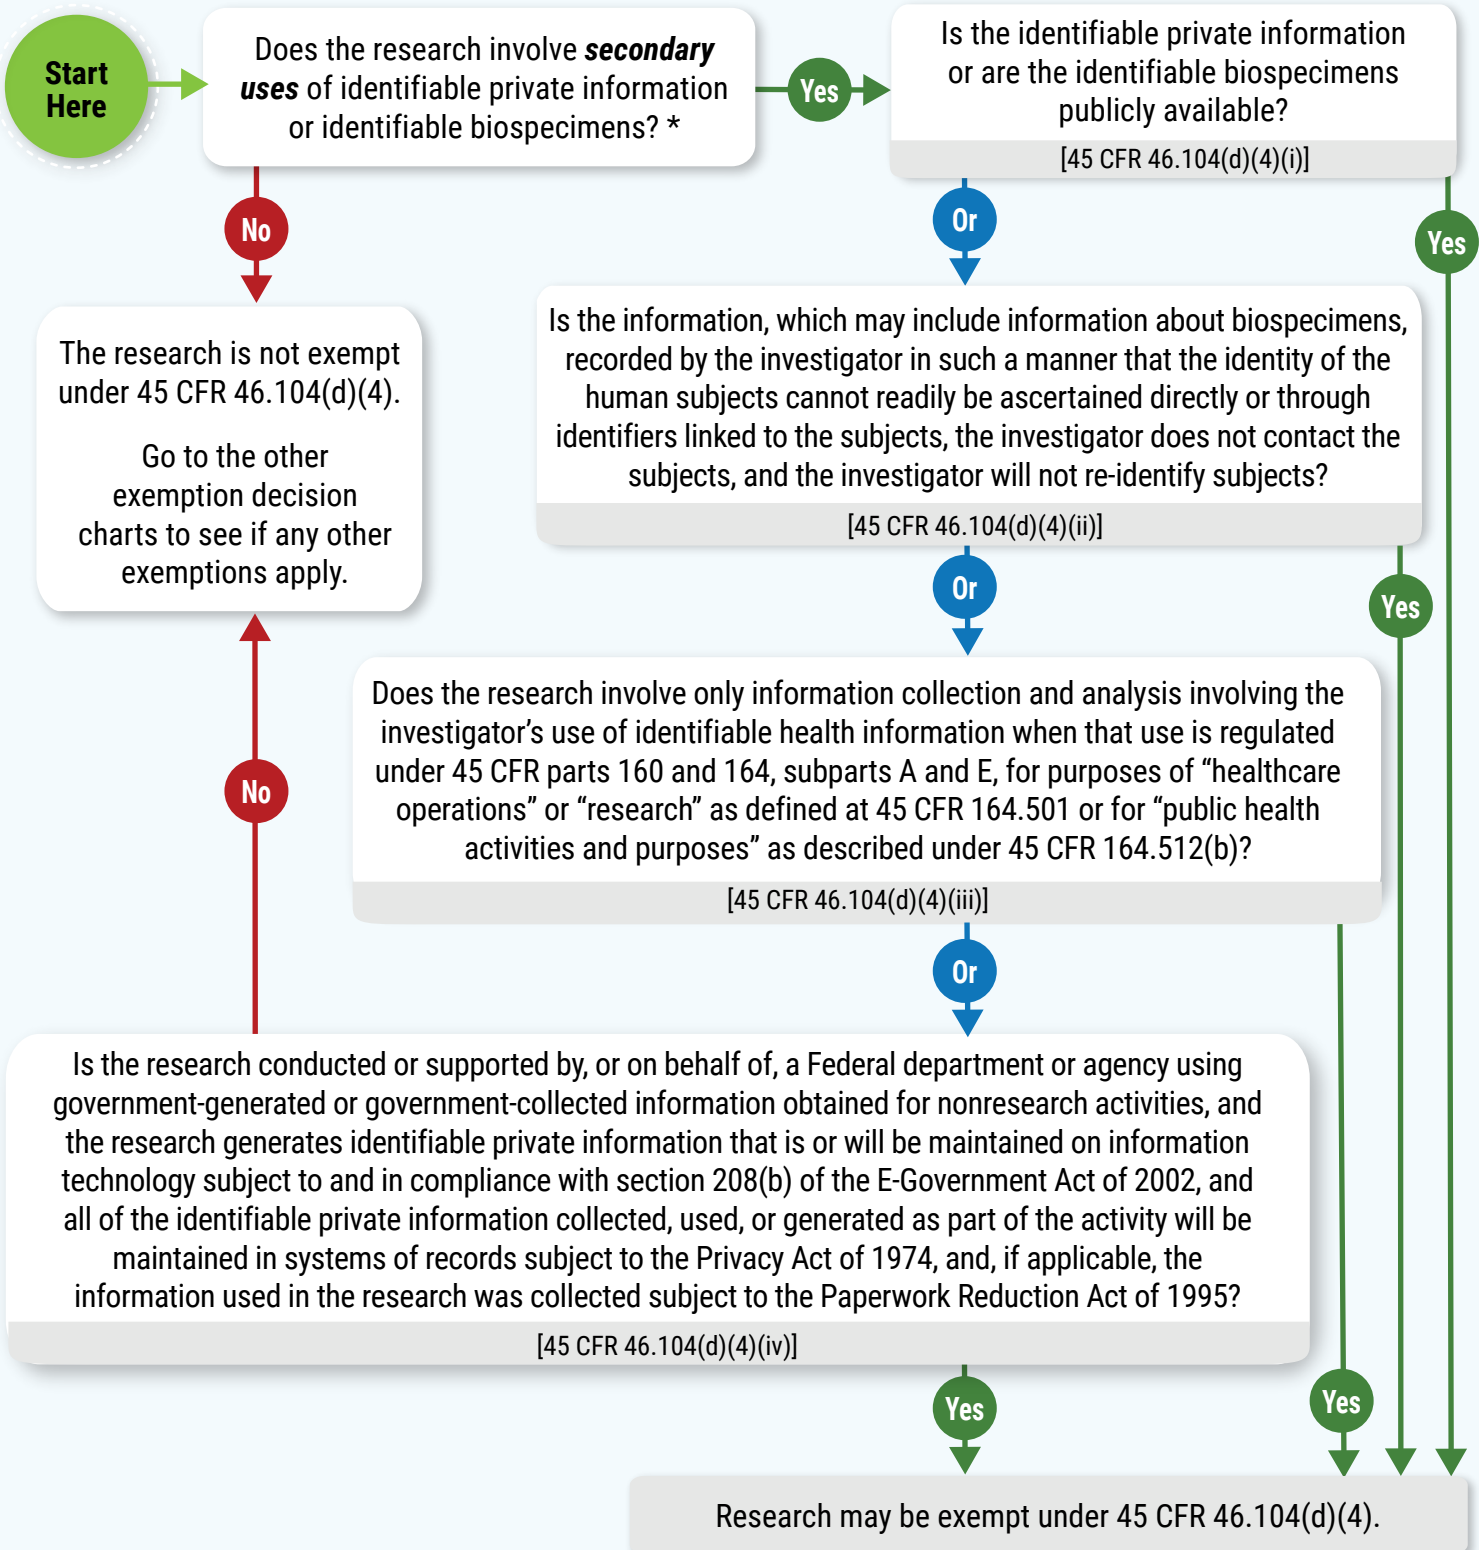 Start
Here
Does the research involve secondary
uses of identifiable private information
or identifiable biospecimens? *
Yes
Is the identifiable private information
or are the identifiable biospecimens
publicly available?
[45 CFR 46.104(d)(4)(i)]
No
Or
Yes
The research is not exempt
under 45 CFR 46.104(d)(4).
Go to the other
exemption decision
charts to see if any other
exemptions apply.
Is the information, which may include information about biospecimens,
recorded by the investigator in such a manner that the identity of the
human subjects cannot readily be ascertained directly or through
identifiers linked to the subjects, the investigator does not contact the
subjects, and the investigator will not re-identify subjects?
[45 CFR 46.104(d)(4)(ii)]
Or
Yes
Does the research involve only information collection and analysis involving the
investigator’s use of identifiable health information when that use is regulated
under 45 CFR parts 160 and 164, subparts A and E, for purposes of “healthcare
operations” or “research” as defined at 45 CFR 164.501 or for “public health
activities and purposes” as described under 45 CFR 164.512(b)?
[45 CFR 46.104(d)(4)(iii)]
No
Or
Is the research conducted or supported by, or on behalf of, a Federal department or agency using
government-generated or government-collected information obtained for nonresearch activities, and
the research generates identifiable private information that is or will be maintained on information
technology subject to and in compliance with section 208(b) of the E-Government Act of 2002, and
all of the identifiable private information collected, used, or generated as part of the activity will be
maintained in systems of records subject to the Privacy Act of 1974, and, if applicable, the
information used in the research was collected subject to the Paperwork Reduction Act of 1995?
[45 CFR 46.104(d)(4)(iv)]
Yes
Yes
Research may be exempt under 45 CFR 46.104(d)(4).